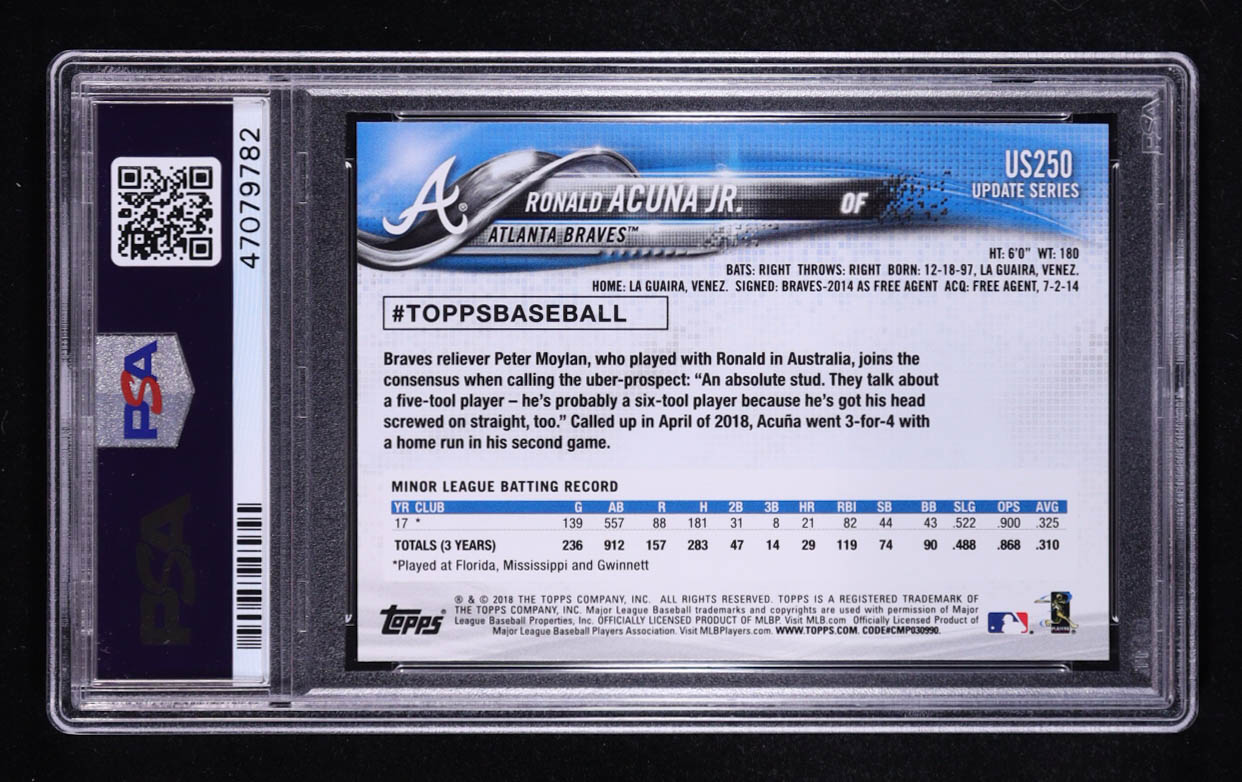 47079782
PSA
PSA
PSA
A®
RONALD ACUNA JR.
OF
ATLANTA BRAVES™
US250
UPDATE SERIES
HT: 6'0" WT: 180
BATS: RIGHT THROWS: RIGHT BORN: 12-18-97, LA GUAIRA, VENEZ.
HOME: LA GUAIRA, VENEZ. SIGNED: BRAVES-2014 AS FREE AGENT ACQ: FREE AGENT, 7-2-14
#TOPPSBASEBALL
Braves reliever Peter Moylan, who played with Ronald in Australia, joins the
consensus when calling the uber-prospect: “An absolute stud. They talk about
a five-tool player – he’s probably a six-tool player because he’s got his head
screwed on straight, too.” Called up in April of 2018, Acuña went 3-for-4 with
a home run in his second game.
MINOR LEAGUE BATTING RECORD
YR CLUB G AB R H 2B 3B HR RBI SB BB SLG OPS AVG
17 * 139 557 88 181 31 8 21 82 44 43 .522 .900 .325
TOTALS (3 YEARS) 236 912 157 283 47 14 29 119 74 90 .488 .868 .310
*Played at Florida, Mississippi and Gwinnett
Topps®
® & © 2018 THE TOPPS COMPANY, INC. ALL RIGHTS RESERVED. TOPPS IS A REGISTERED TRADEMARK OF
THE TOPPS COMPANY, INC. Major League Baseball trademarks and copyrights are used with permission of Major
League Baseball Properties, Inc. OFFICIALLY LICENSED PRODUCT OF MLBP. Visit MLB.com Officially Licensed Product of
Major League Baseball Players Association. Visit MLBPlayers.com. WWW.TOPPS.COM. CODE#CMP030990.